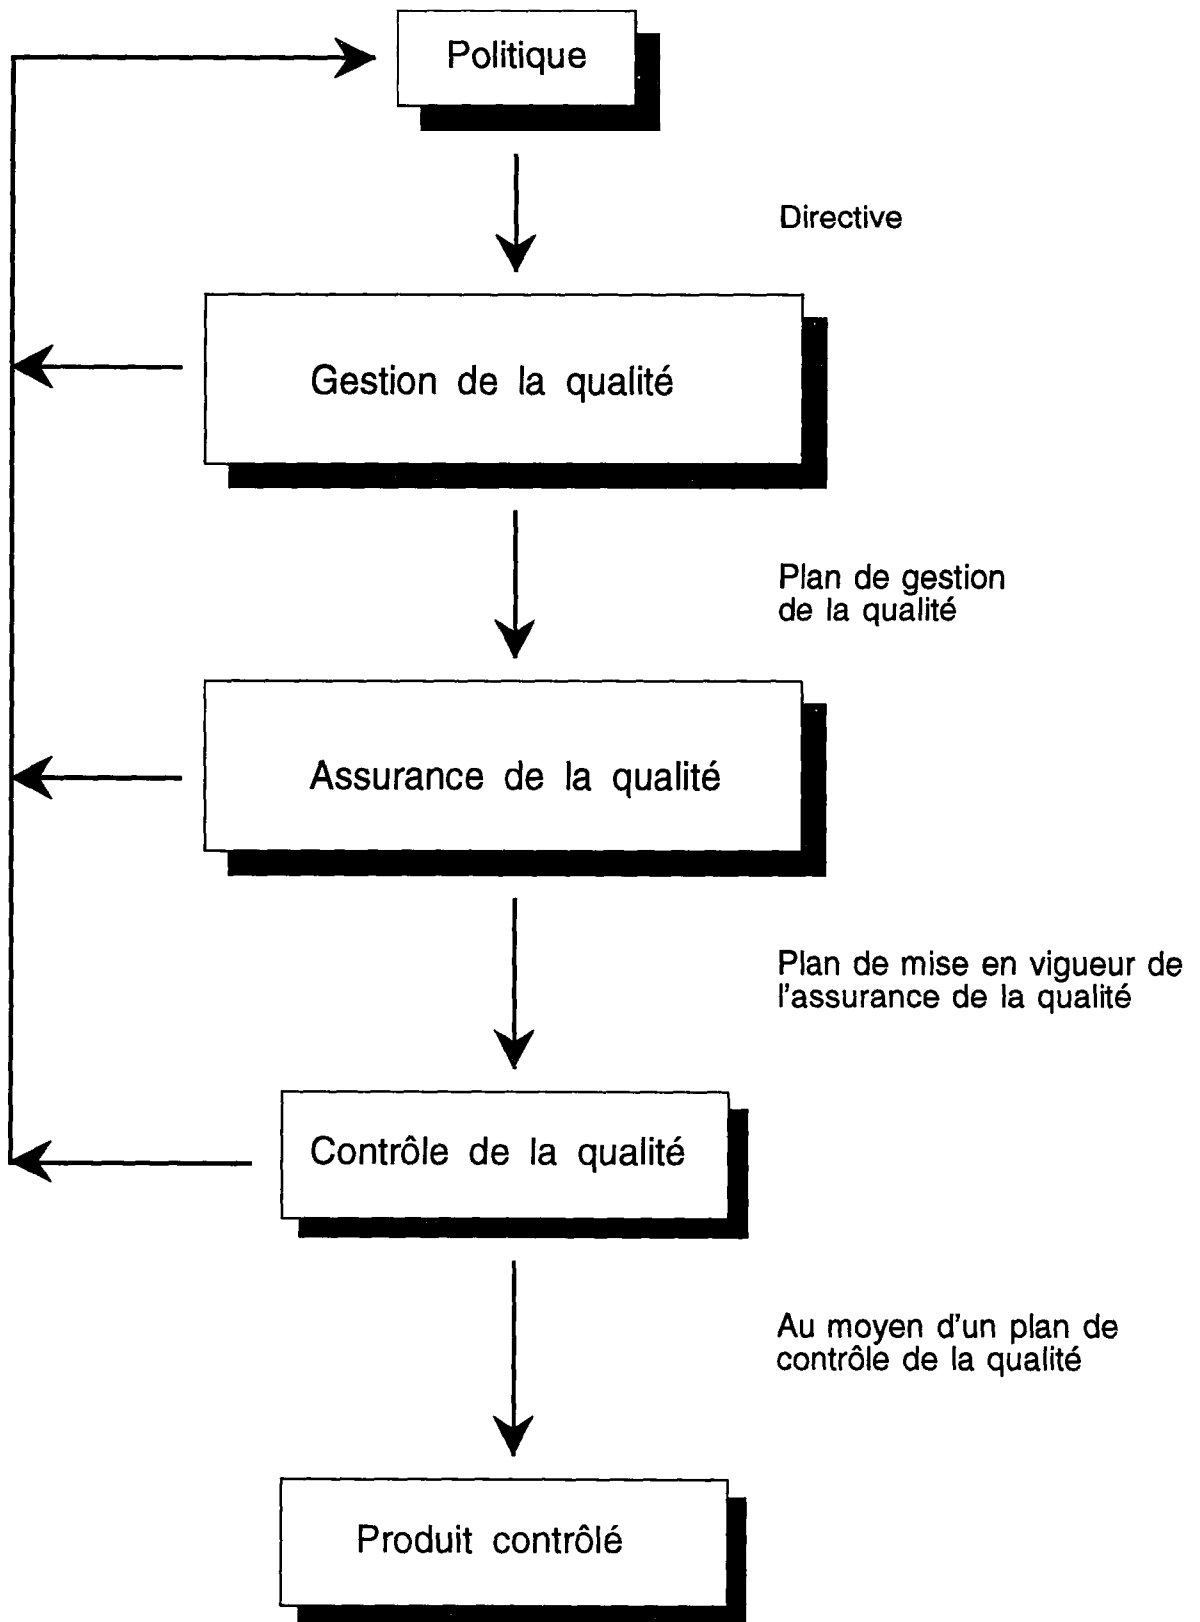 Politique
Directive
Gestion de la qualité
Plan de gestion
de la qualité
Assurance de la qualité
Plan de mise en vigueur de
l'assurance de la qualité
Contrôle de la qualité
Au moyen d'un plan de
contrôle de la qualité
Produit contrôlé